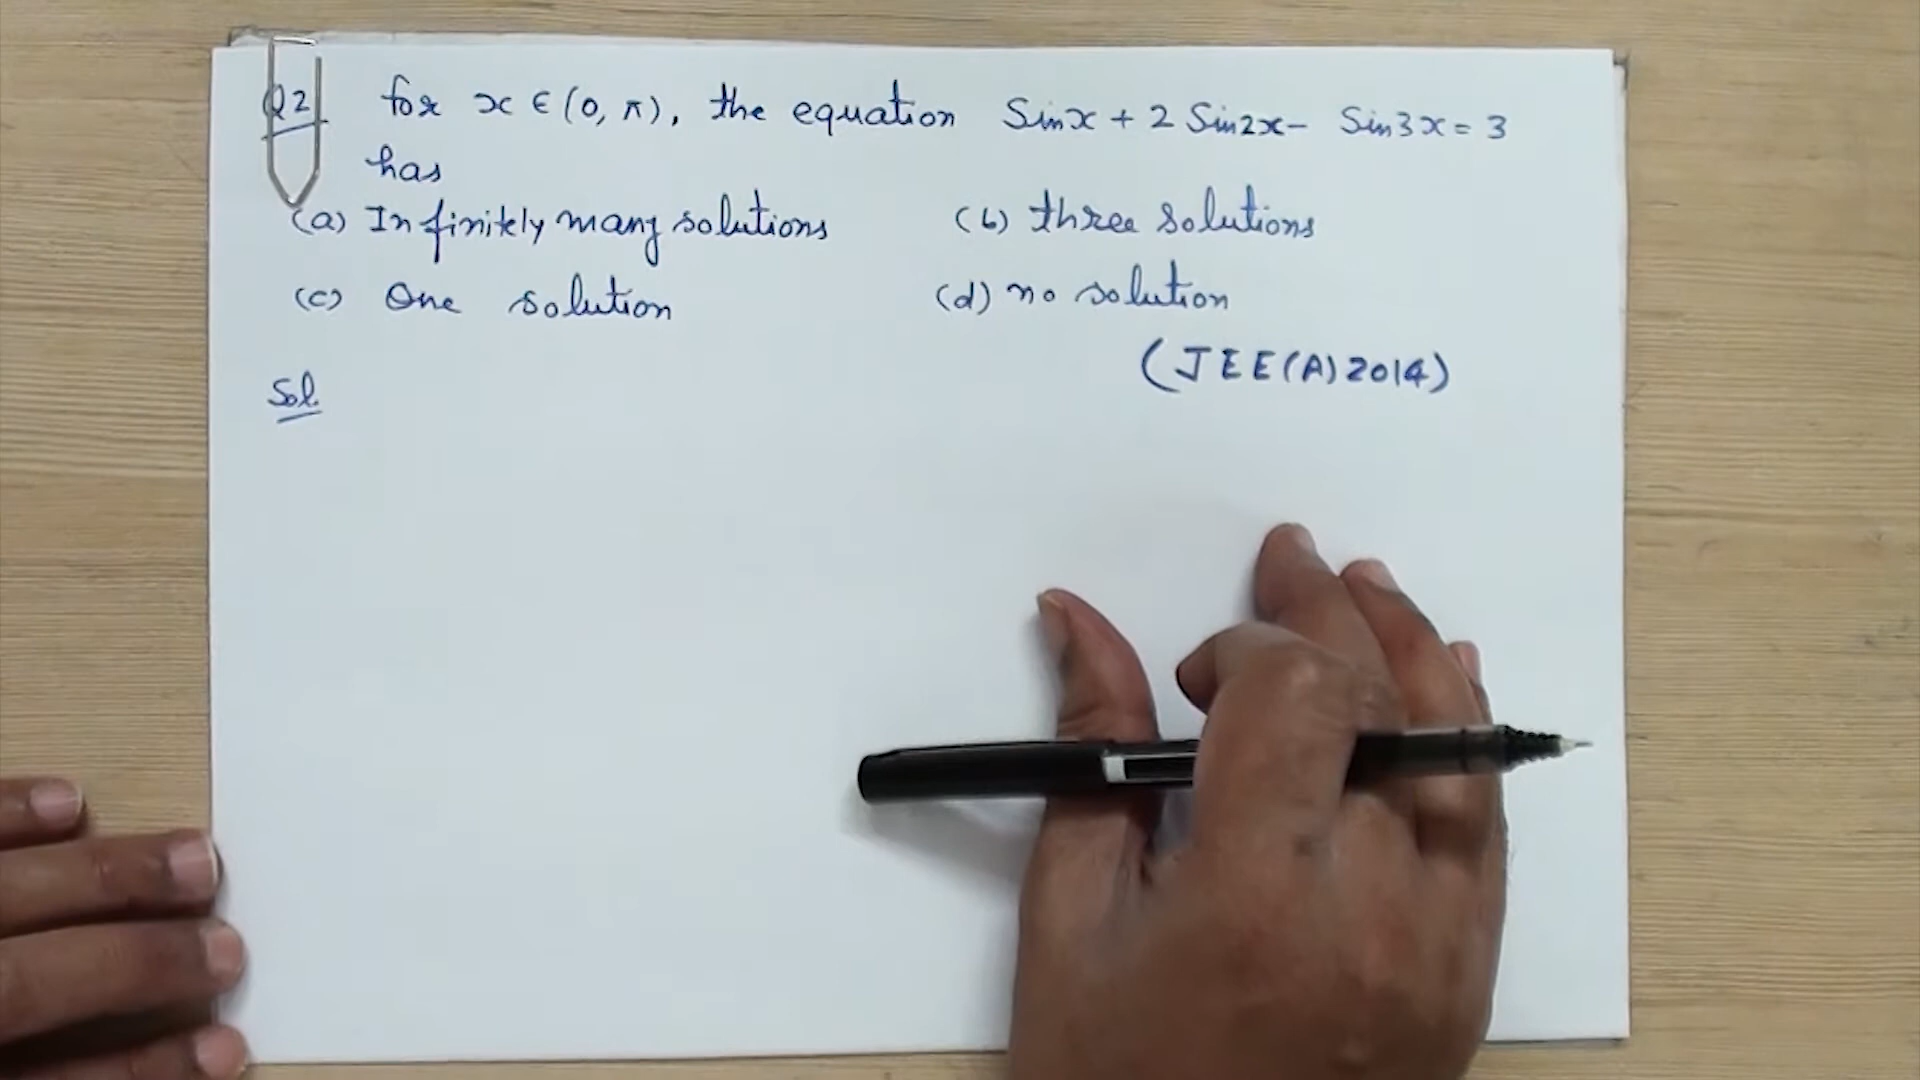 Q2 for x ∈ (0, π), the equation Sinx + 2 Sin2x - Sin3x = 3
has
(a) Infinitely many solutions (b) three solutions
(c) One solution (d) no solution
(JEE(A) 2014)
Sol.